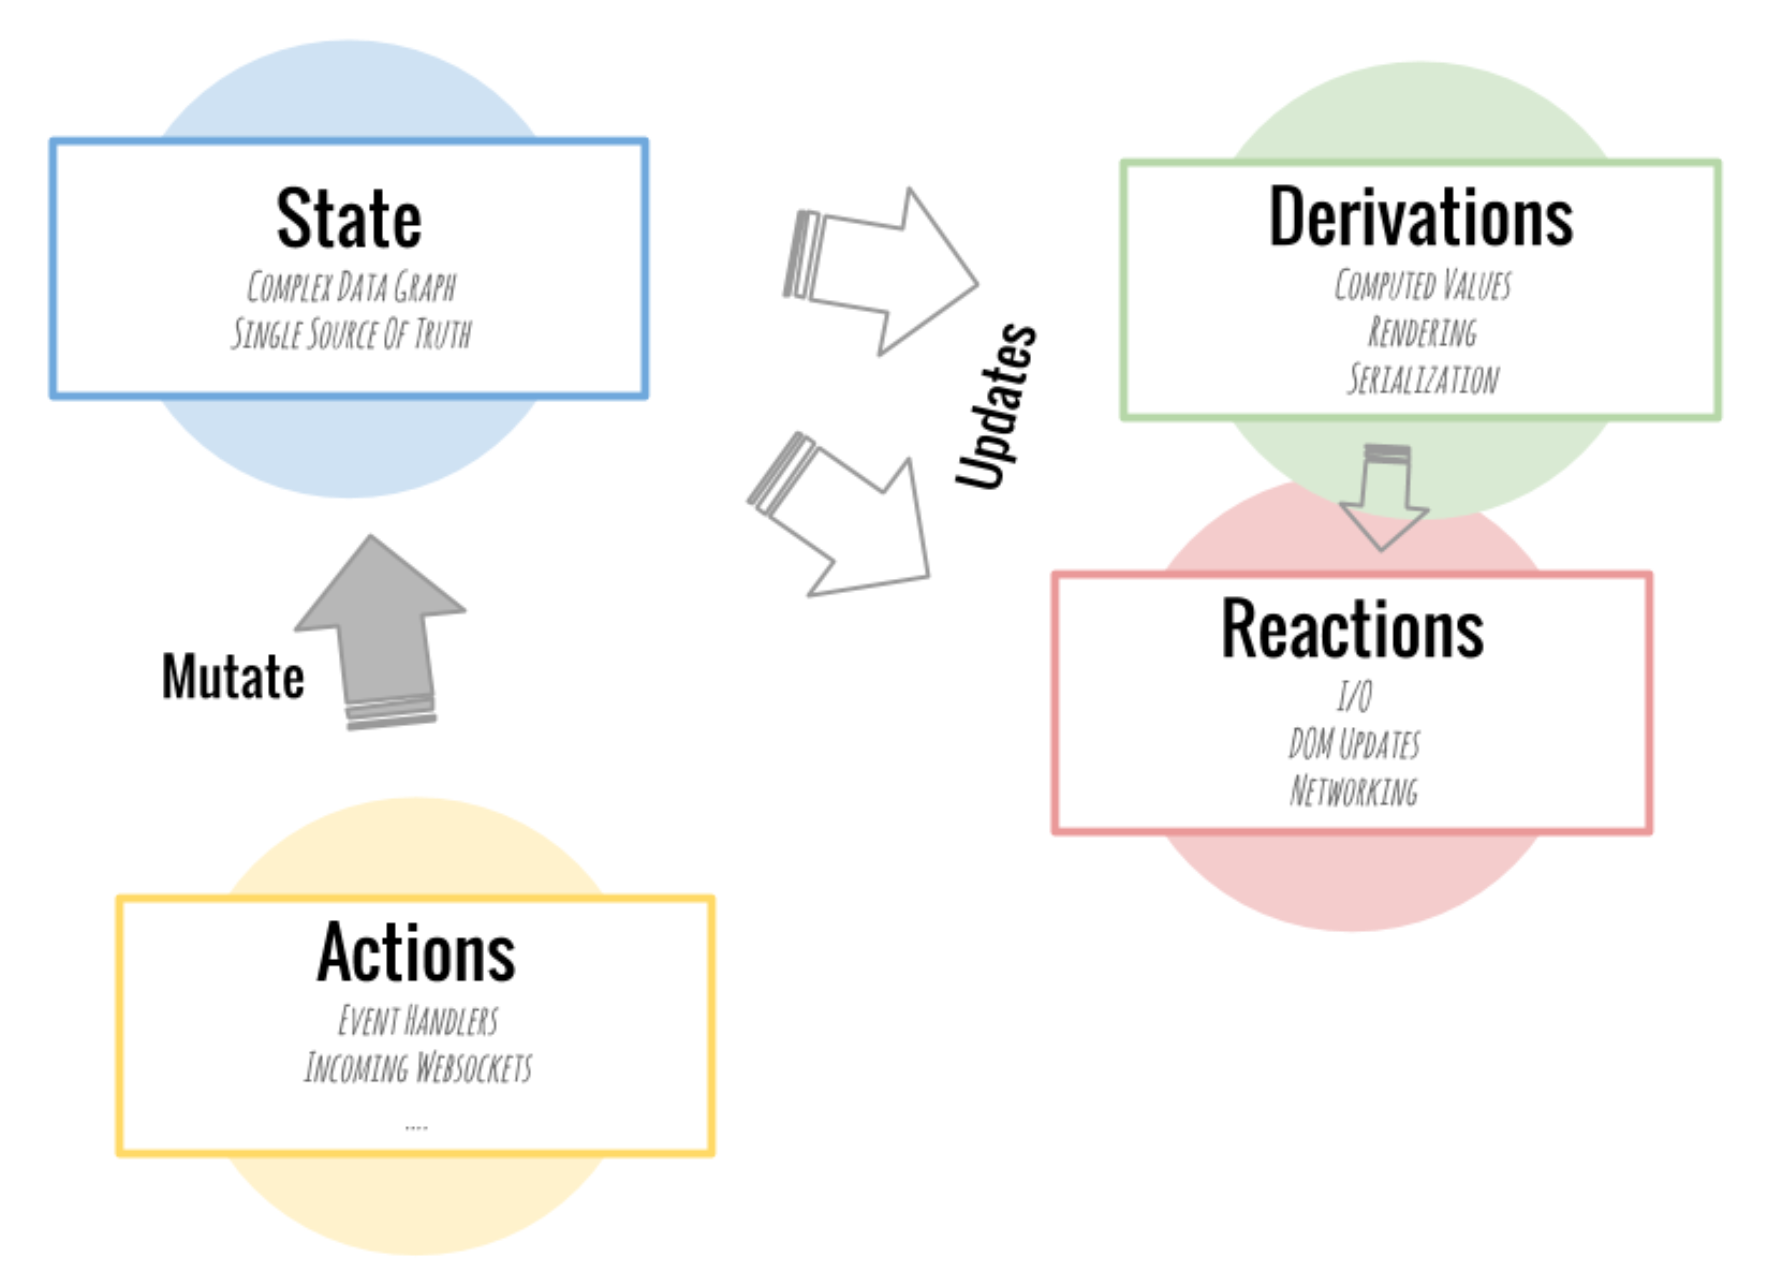 State
Complex Data Graph
Single Source Of Truth
Updates
Derivations
Computed Values
Rendering
Serialization
Mutate
Reactions
I/O
DOM Updates
Networking
Actions
Event Handlers
Incoming Websockets
....